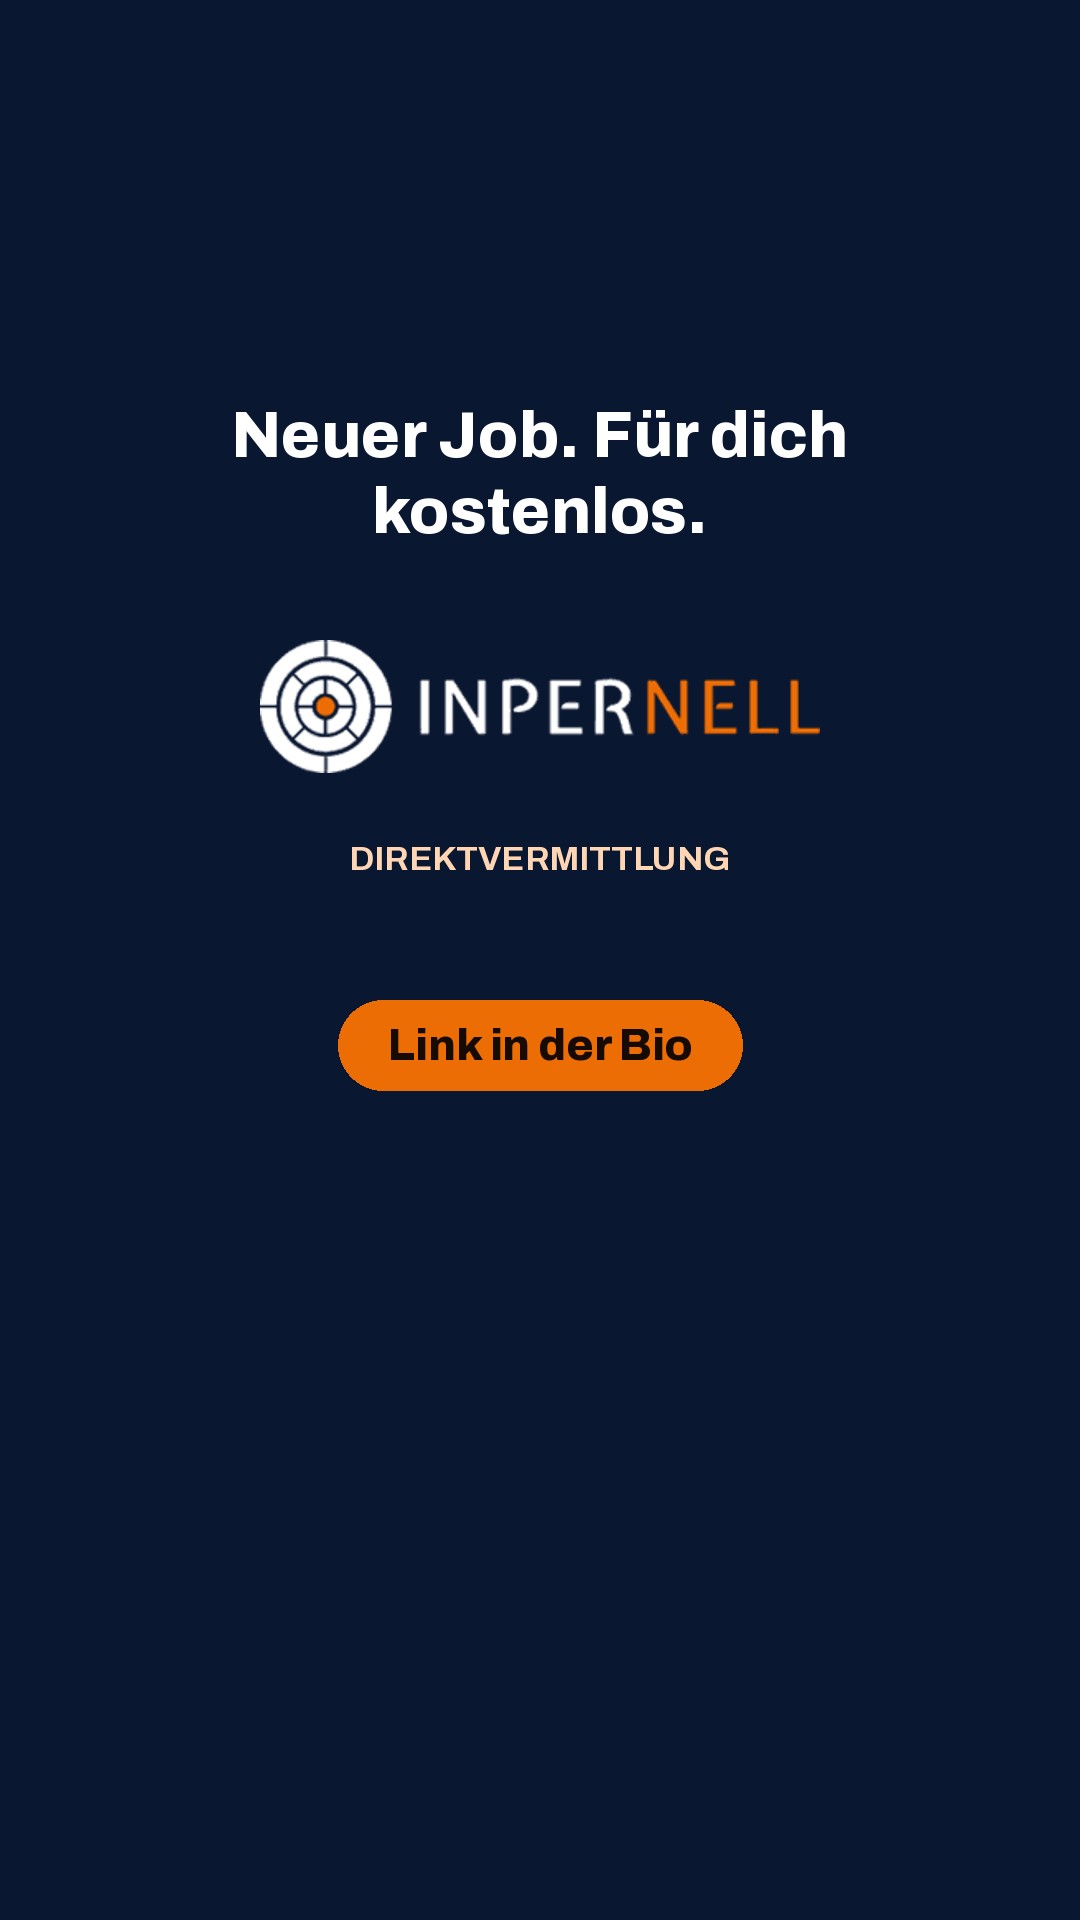 Neuer Job. Für dich
kostenlos.
INPERNELL
DIREKTVERMITTLUNG
Link in der Bio